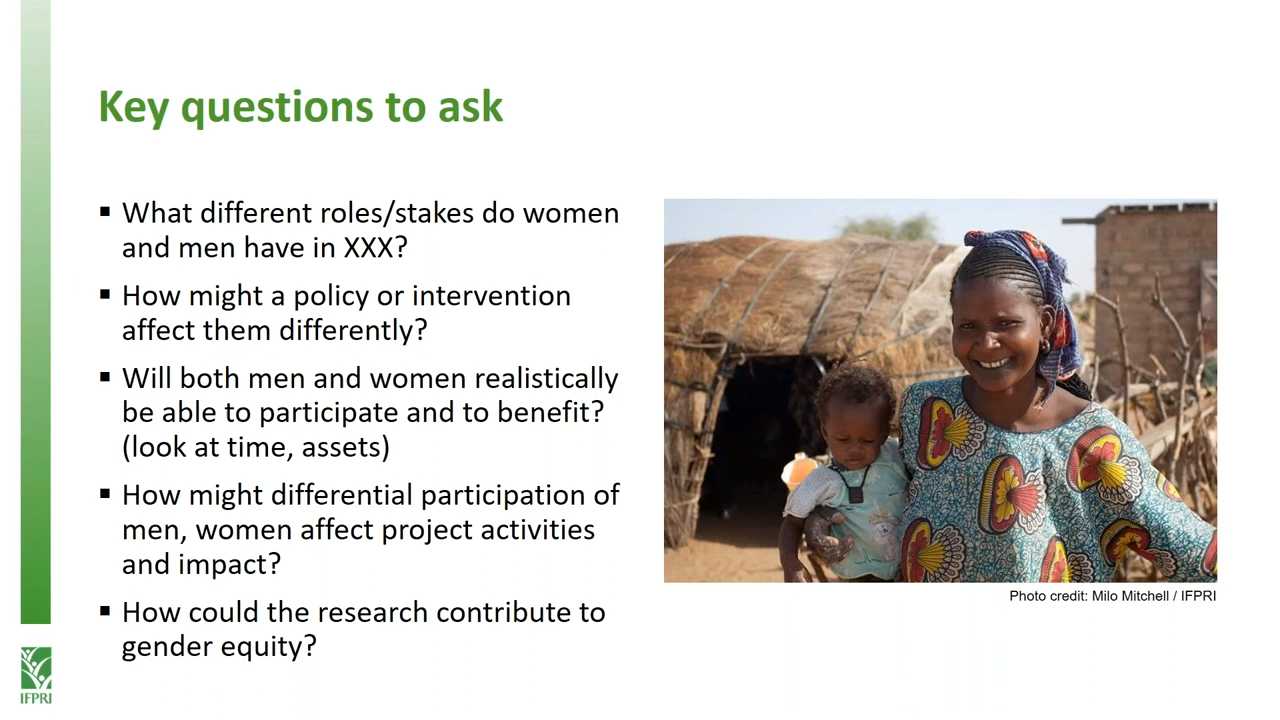 Key questions to ask
▪ What different roles/stakes do women
and men have in XXX?
▪ How might a policy or intervention
affect them differently?
▪ Will both men and women realistically
be able to participate and to benefit?
(look at time, assets)
▪ How might differential participation of
men, women affect project activities
and impact?
▪ How could the research contribute to
gender equity?
Photo credit: Milo Mitchell / IFPRI
IFPRI